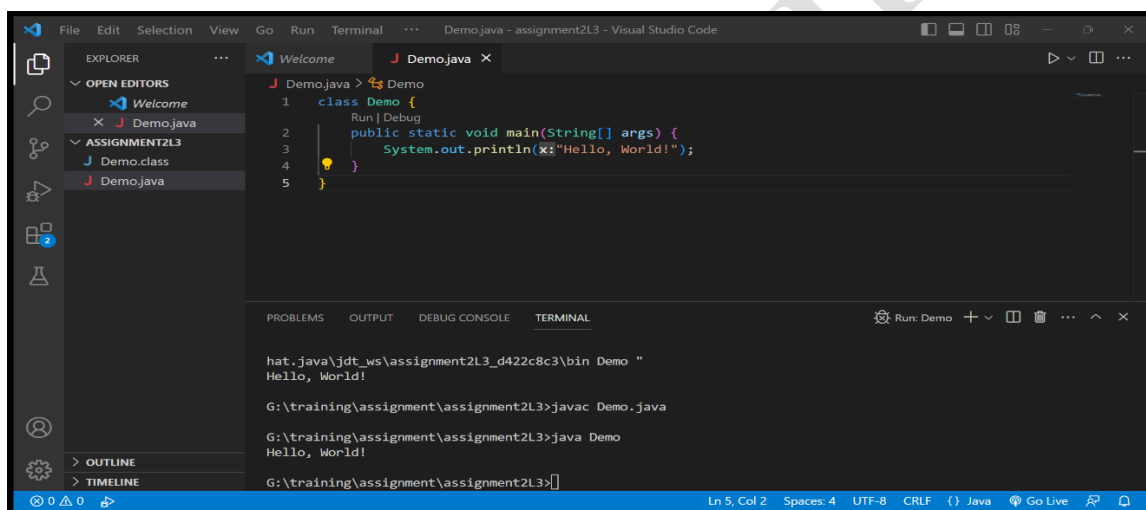 File Edit Selection View Go Run Terminal ··· Demo.java - assignment2L3 - Visual Studio Code
EXPLORER ···
Welcome
J Demo.java
OPEN EDITORS
Welcome
J Demo.java
ASSIGNMENT2L3
J Demo.class
J Demo.java
J Demo.java > Demo
1 class Demo {
Run | Debug
2 public static void main(String[] args) {
3 System.out.println(x:"Hello, World!");
4 }
5 }
2
PROBLEMS OUTPUT DEBUG CONSOLE TERMINAL
Run: Demo
hat.java\jdt_ws\assignment2L3_d422c8c3\bin Demo "
Hello, World!
G:\training\assignment\assignment2L3>javac Demo.java
G:\training\assignment\assignment2L3>java Demo
Hello, World!
G:\training\assignment\assignment2L3>
> OUTLINE
> TIMELINE
0 0 Ln 5, Col 2 Spaces: 4 UTF-8 CRLF {} Java Go Live